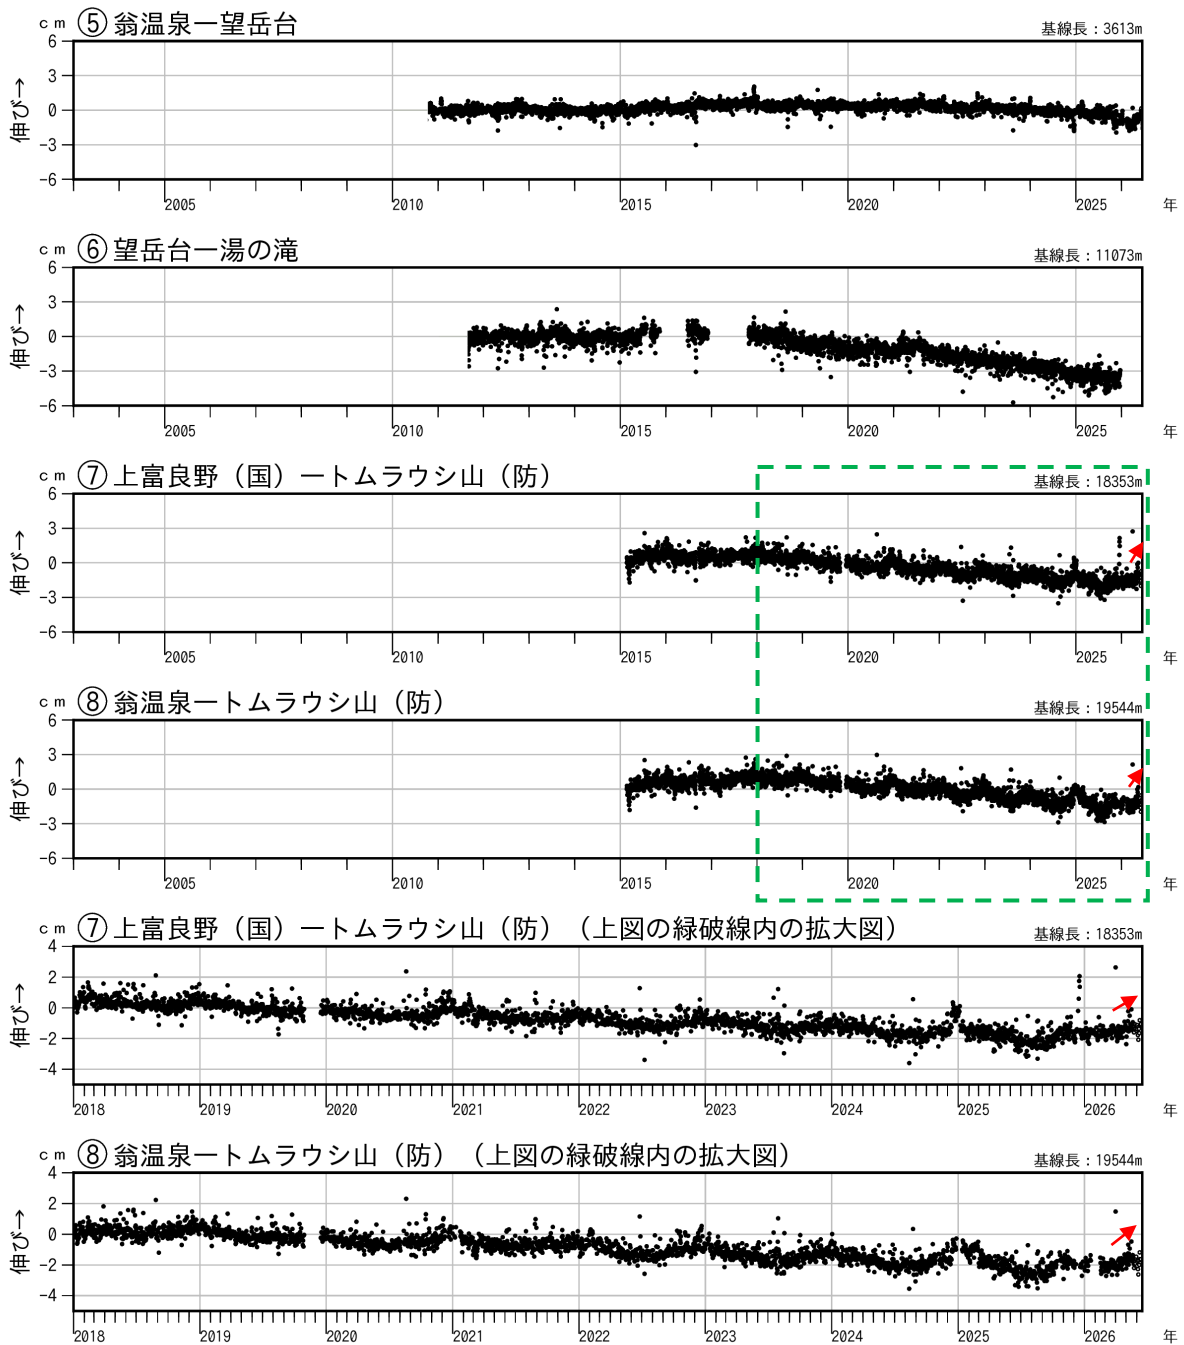 cm ⑤翁温泉ー望岳台 基線長:3613m
6
3
0
-3
-6
伸び→
2005 2010 2015 2020 2025 年
cm ⑥望岳台ー湯の滝 基線長:11073m
6
3
0
-3
-6
伸び→
2005 2010 2015 2020 2025 年
cm ⑦上富良野（国）ートムラウシ山（防） 基線長:18353m
6
3
0
-3
-6
伸び→
2005 2010 2015 2020 2025 年
cm ⑧翁温泉ートムラウシ山（防） 基線長:19544m
6
3
0
-3
-6
伸び→
2005 2010 2015 2020 2025 年
cm ⑦上富良野（国）ートムラウシ山（防）（上図の緑破線内の拡大図） 基線長:18353m
4
2
0
-2
-4
伸び→
2018 2019 2020 2021 2022 2023 2024 2025 2026 年
cm ⑧翁温泉ートムラウシ山（防）（上図の緑破線内の拡大図） 基線長:19544m
4
2
0
-2
-4
伸び→
2018 2019 2020 2021 2022 2023 2024 2025 2026 年